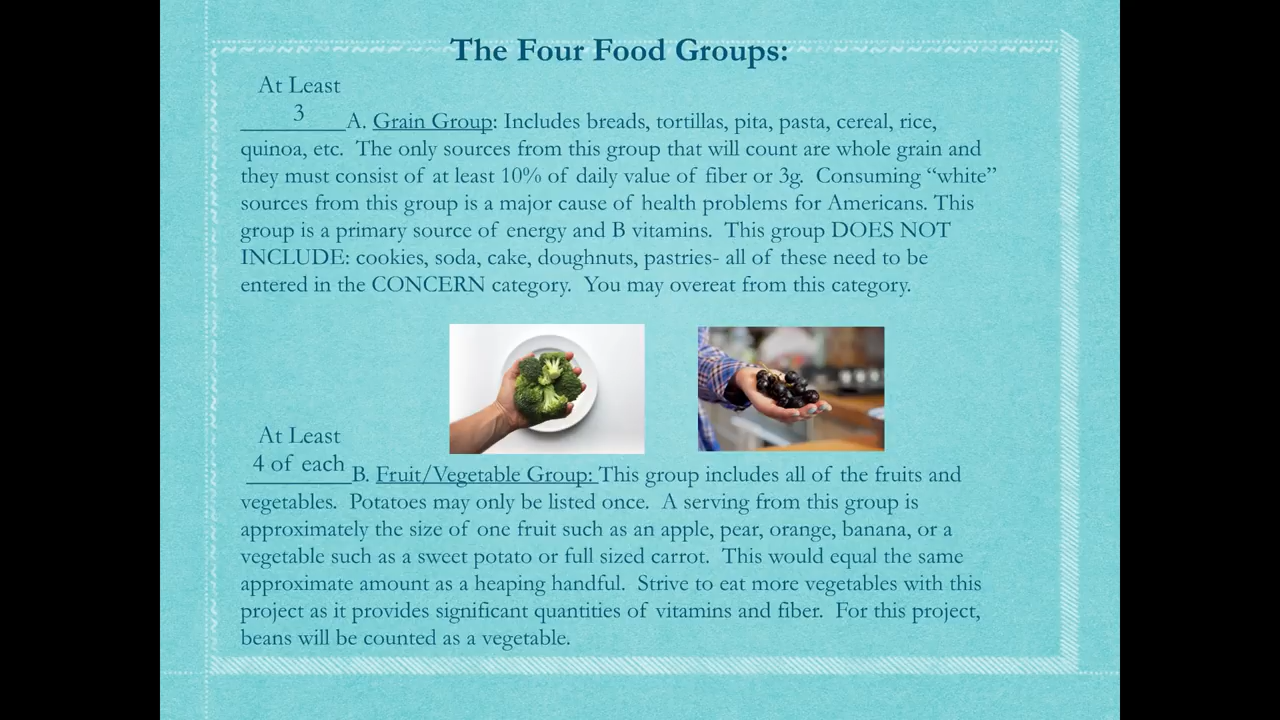 The Four Food Groups:
At Least
3
A. Grain Group: Includes breads, tortillas, pita, pasta, cereal, rice,
quinoa, etc.  The only sources from this group that will count are whole grain and
they must consist of at least 10% of daily value of fiber or 3g.  Consuming “white”
sources from this group is a major cause of health problems for Americans. This
group is a primary source of energy and B vitamins.  This group DOES NOT
INCLUDE: cookies, soda, cake, doughnuts, pastries- all of these need to be
entered in the CONCERN category.  You may overeat from this category.
At Least
4 of each
B. Fruit/Vegetable Group: This group includes all of the fruits and
vegetables.  Potatoes may only be listed once.  A serving from this group is
approximately the size of one fruit such as an apple, pear, orange, banana, or a
vegetable such as a sweet potato or full sized carrot.  This would equal the same
approximate amount as a heaping handful.  Strive to eat more vegetables with this
project as it provides significant quantities of vitamins and fiber.  For this project,
beans will be counted as a vegetable.